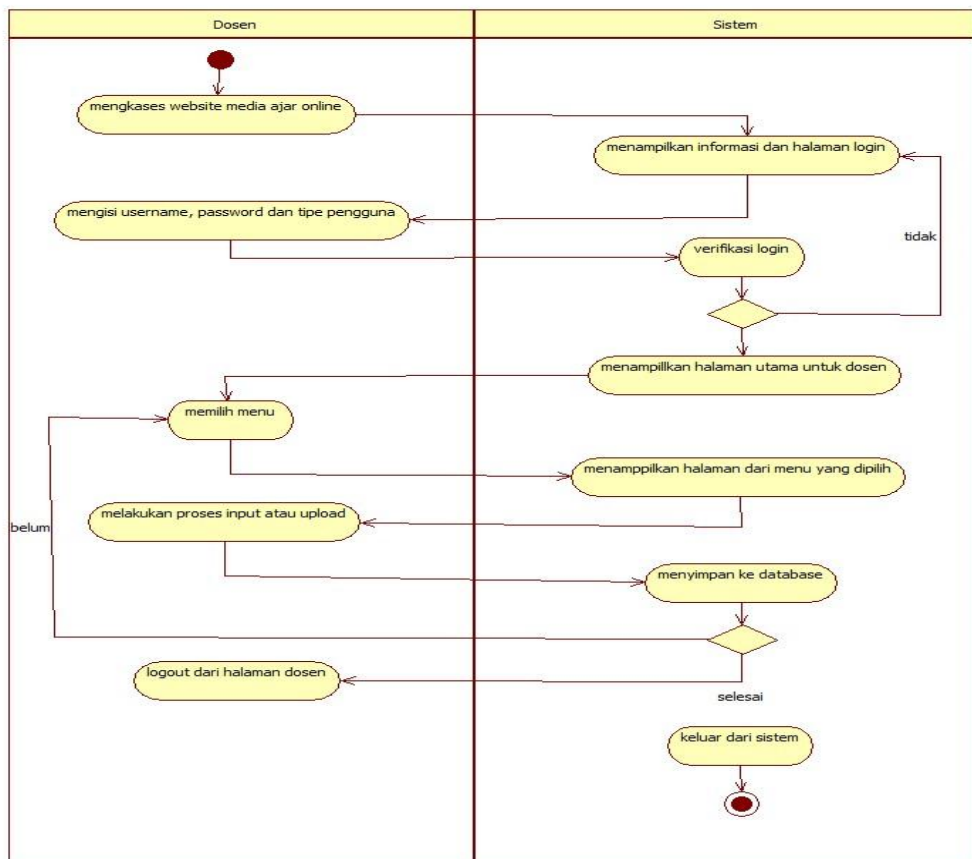 Dosen
Sistem
mengkases website media ajar online
menampilkan informasi dan halaman login
mengisi username, password dan tipe pengguna
tidak
verifikasi login
menampillkan halaman utama untuk dosen
memilih menu
menamppilkan halaman dari menu yang dipilih
melakukan proses input atau upload
belum
menyimpan ke database
logout dari halaman dosen
selesai
keluar dari sistem